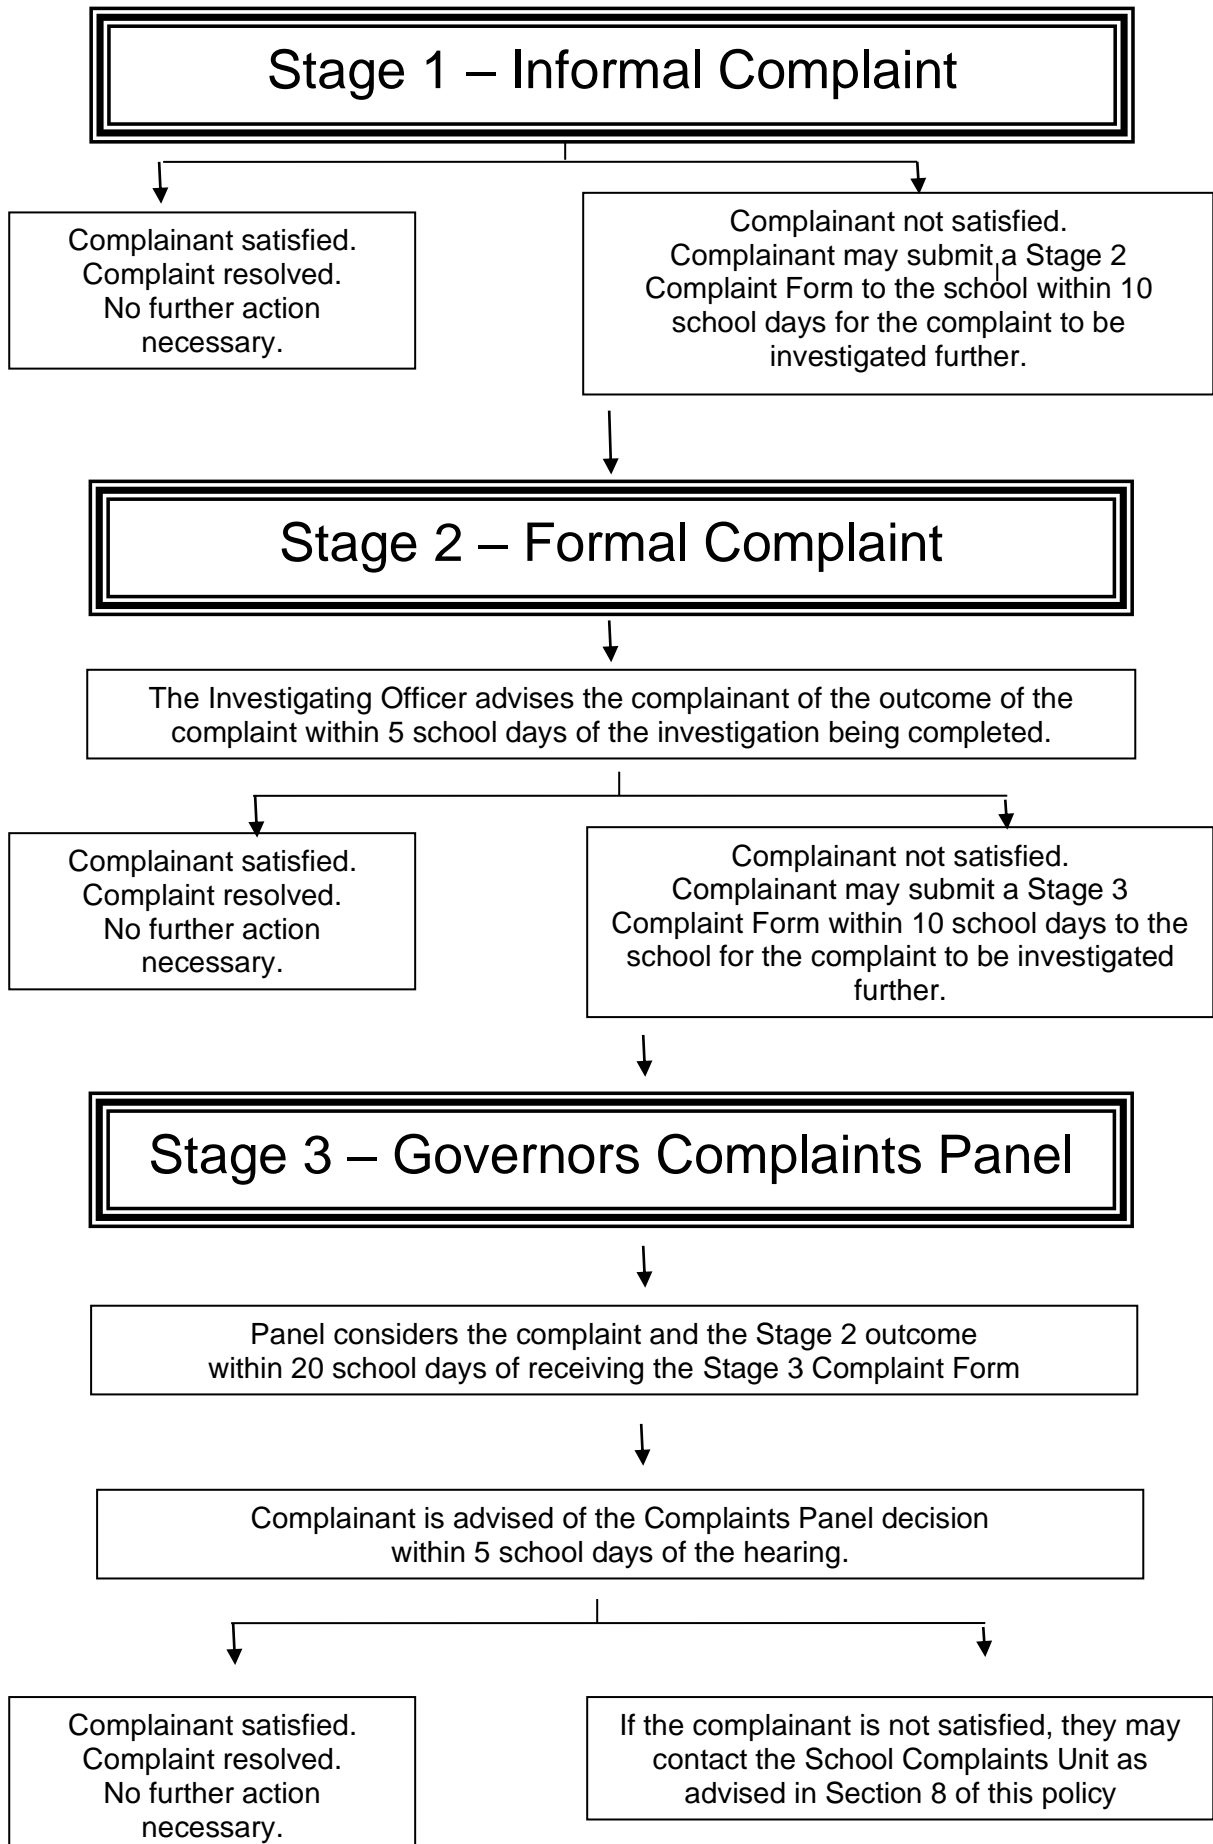 Stage 1 – Informal Complaint
Complainant satisfied.
Complaint resolved.
No further action
necessary.
Complainant not satisfied.
Complainant may submit a Stage 2
Complaint Form to the school within 10
school days for the complaint to be
investigated further.
Stage 2 – Formal Complaint
The Investigating Officer advises the complainant of the outcome of the
complaint within 5 school days of the investigation being completed.
Complainant satisfied.
Complaint resolved.
No further action
necessary.
Complainant not satisfied.
Complainant may submit a Stage 3
Complaint Form within 10 school days to the
school for the complaint to be investigated
further.
Stage 3 – Governors Complaints Panel
Panel considers the complaint and the Stage 2 outcome
within 20 school days of receiving the Stage 3 Complaint Form
Complainant is advised of the Complaints Panel decision
within 5 school days of the hearing.
Complainant satisfied.
Complaint resolved.
No further action
necessary.
If the complainant is not satisfied, they may
contact the School Complaints Unit as
advised in Section 8 of this policy